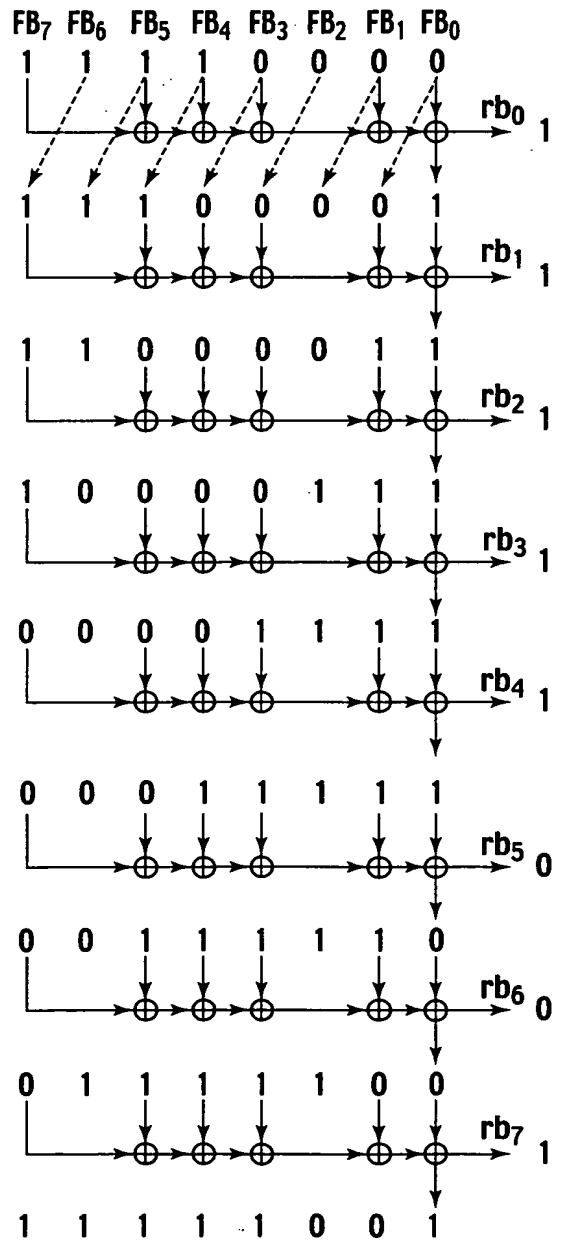 FB7 FB6 FB5 FB4 FB3 FB2 FB1 FB0
1 1 1 1 0 0 0 0
rb0 1
1 1 1 0 0 0 0 1
rb1 1
1 1 0 0 0 0 1 1
rb2 1
1 0 0 0 0 1 1 1
rb3 1
0 0 0 0 1 1 1 1
rb4 1
0 0 0 1 1 1 1 1
rb5 0
0 0 1 1 1 1 1 0
rb6 0
0 1 1 1 1 1 0 0
rb7 1
1 1 1 1 1 0 0 1